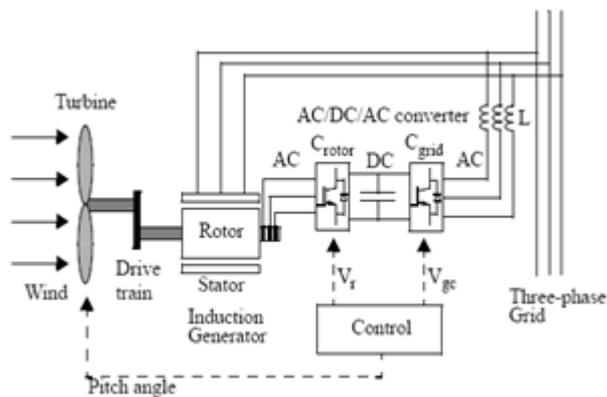 Turbine
AC/DC/AC converter
L
C_rotor
C_grid
AC
DC
AC
Rotor
Wind
Drive
train
Stator
Induction
Generator
V_r
V_gc
Control
Three-phase
Grid
Pitch angle